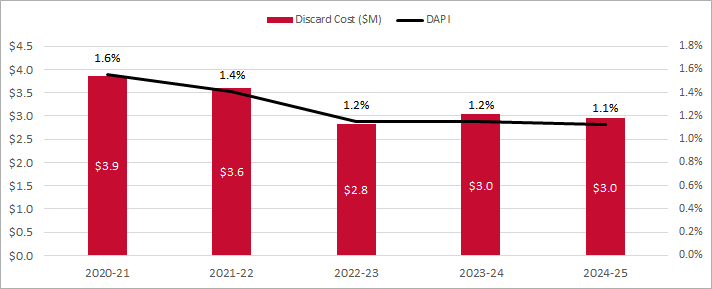 Discard Cost ($M) DAPI
$4.5 1.8%
$4.0 1.6%
$3.5 1.4%
$3.0 1.2%
$2.5 1.0%
$2.0 0.8%
$1.5 0.6%
$1.0 0.4%
$0.5 0.2%
$0.0 0.0%
1.6% 1.4% 1.2% 1.2% 1.1%
$3.9 $3.6 $2.8 $3.0 $3.0
2020-21 2021-22 2022-23 2023-24 2024-25